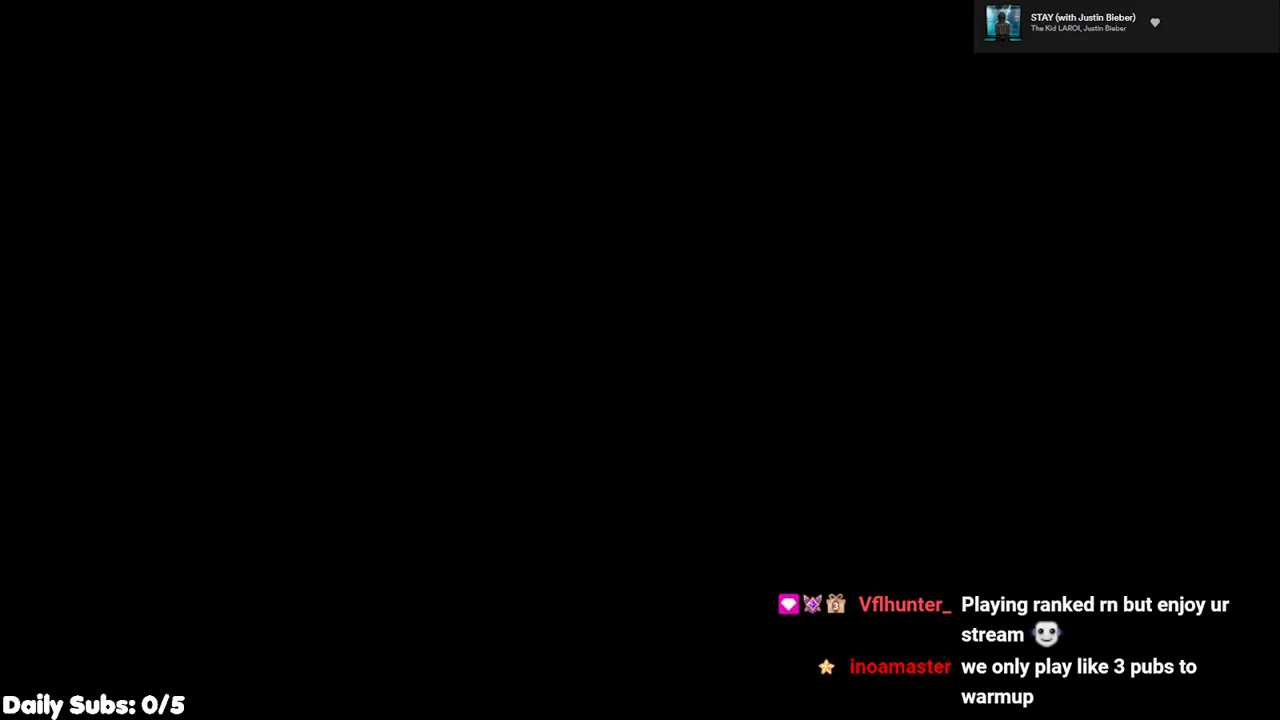 STAY (with Justin Bieber)
The Kid LAROI, Justin Bieber
Vflhunter_ Playing ranked rn but enjoy ur
stream
inoamaster we only play like 3 pubs to
warmup
Daily Subs: 0/5